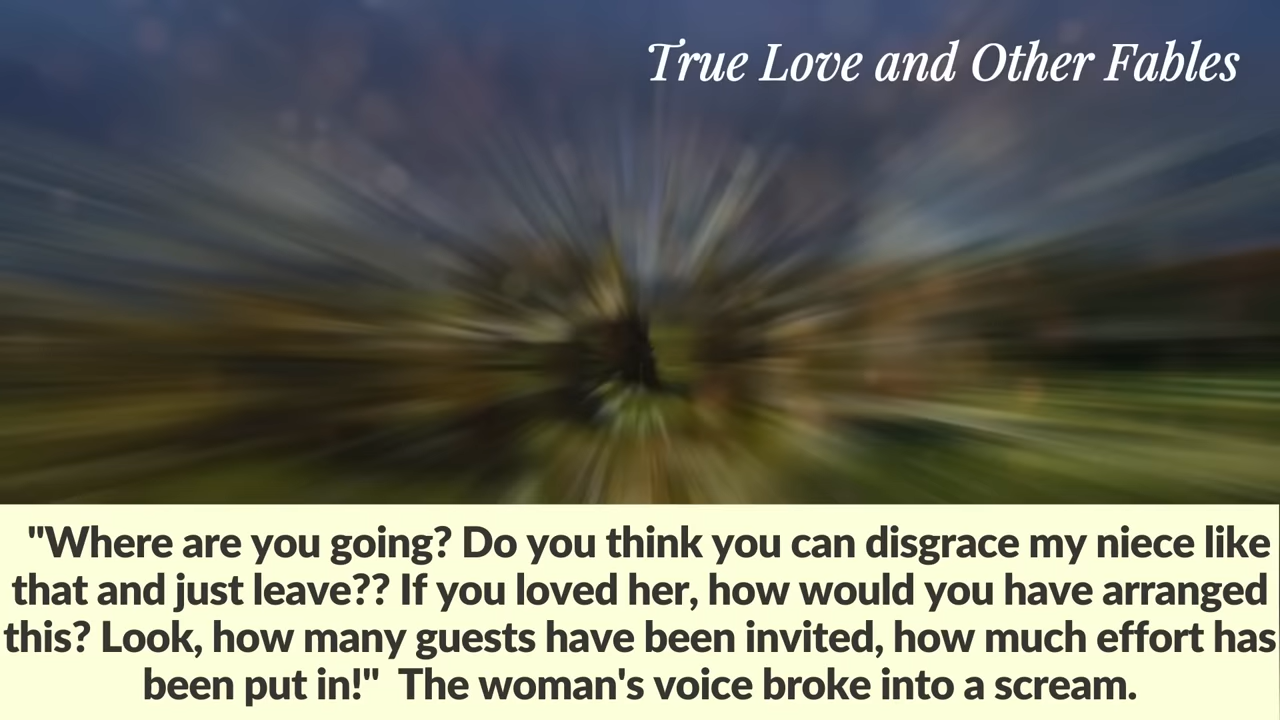 True Love and Other Fables
"Where are you going? Do you think you can disgrace my niece like
that and just leave?? If you loved her, how would you have arranged
this? Look, how many guests have been invited, how much effort has
been put in!"  The woman's voice broke into a scream.